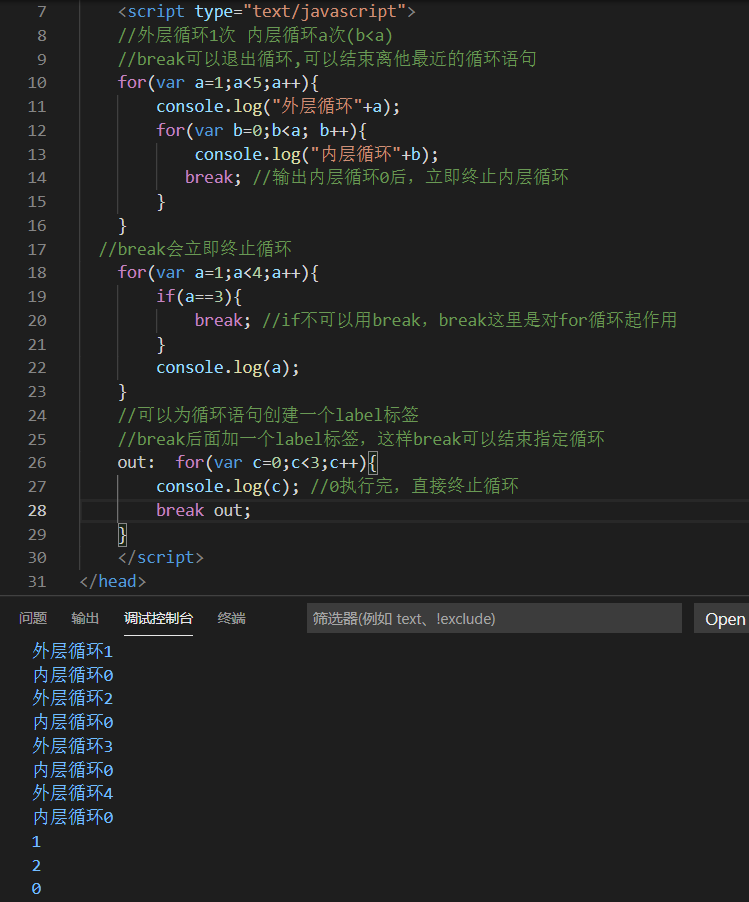 7 <script type="text/javascript">
8 //外层循环1次 内层循环a次(b<a)
9 //break可以退出循环,可以结束离他最近的循环语句
10 for(var a=1;a<5;a++){
11 console.log("外层循环"+a);
12 for(var b=0;b<a; b++){
13 console.log("内层循环"+b);
14 break; //输出内层循环0后，立即终止内层循环
15 }
16 }
17 //break会立即终止循环
18 for(var a=1;a<4;a++){
19 if(a==3){
20 break; //if不可以用break，break这里是对for循环起作用
21 }
22 console.log(a);
23 }
24 //可以为循环语句创建一个label标签
25 //break后面加一个label标签，这样break可以结束指定循环
26 out: for(var c=0;c<3;c++){
27 console.log(c); //0执行完，直接终止循环
28 break out;
29 }
30 </script>
31 </head>
问题 输出 调试控制台 终端 筛选器(例如 text、!exclude) Open
外层循环1
内层循环0
外层循环2
内层循环0
外层循环3
内层循环0
外层循环4
内层循环0
1
2
0